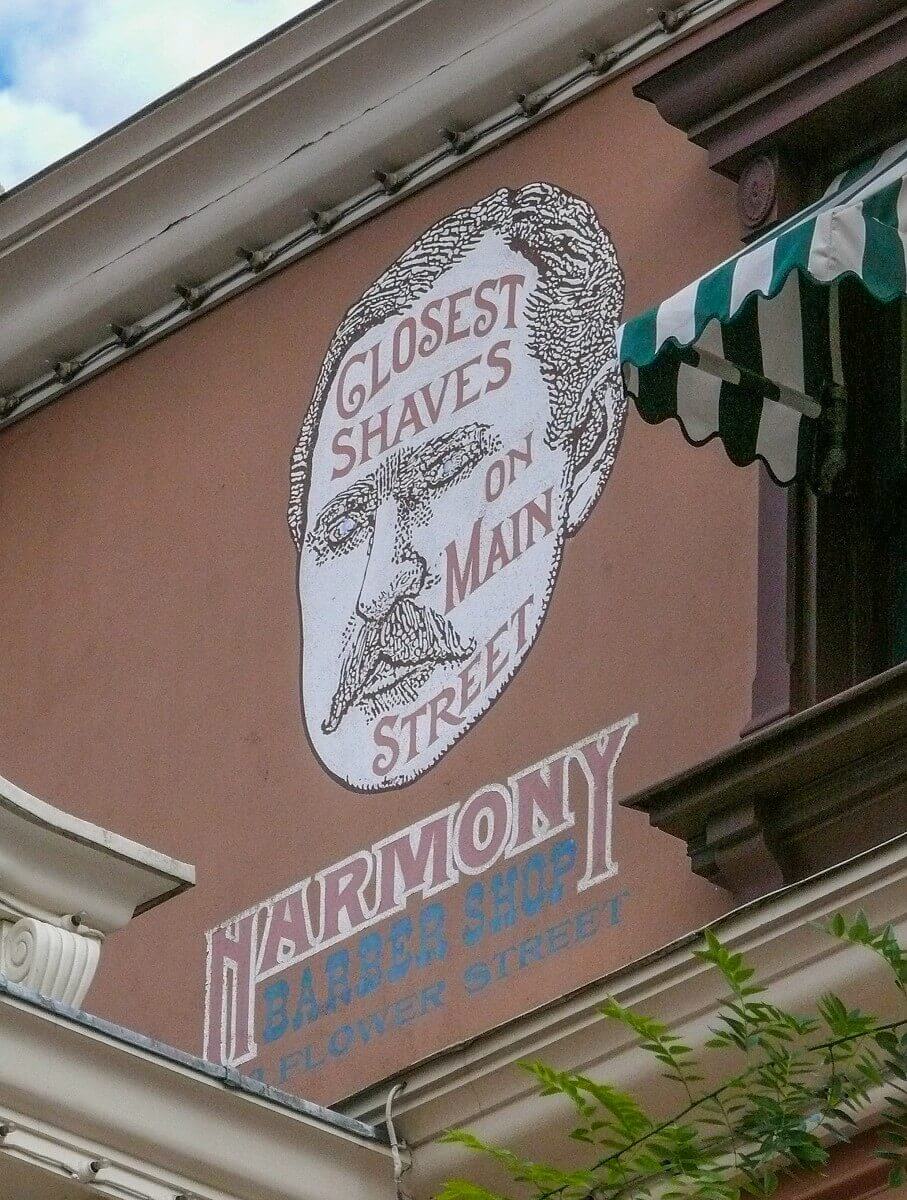 CLOSEST
SHAVES
ON
MAIN
STREET
HARMONY
BARBER SHOP
FLOWER STREET